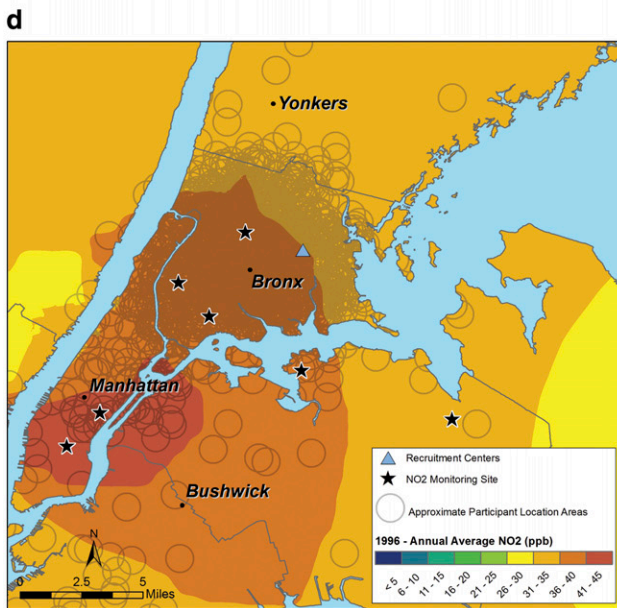 d
Yonkers
Bronx
Manhattan
Bushwick
N
0 2.5 5
Miles
Recruitment Centers
NO2 Monitoring Site
Approximate Participant Location Areas
1996 - Annual Average NO2 (ppb)
< 5
6 - 10
11 - 15
16 - 20
21 - 25
26 - 30
31 - 35
36 - 40
41 - 45